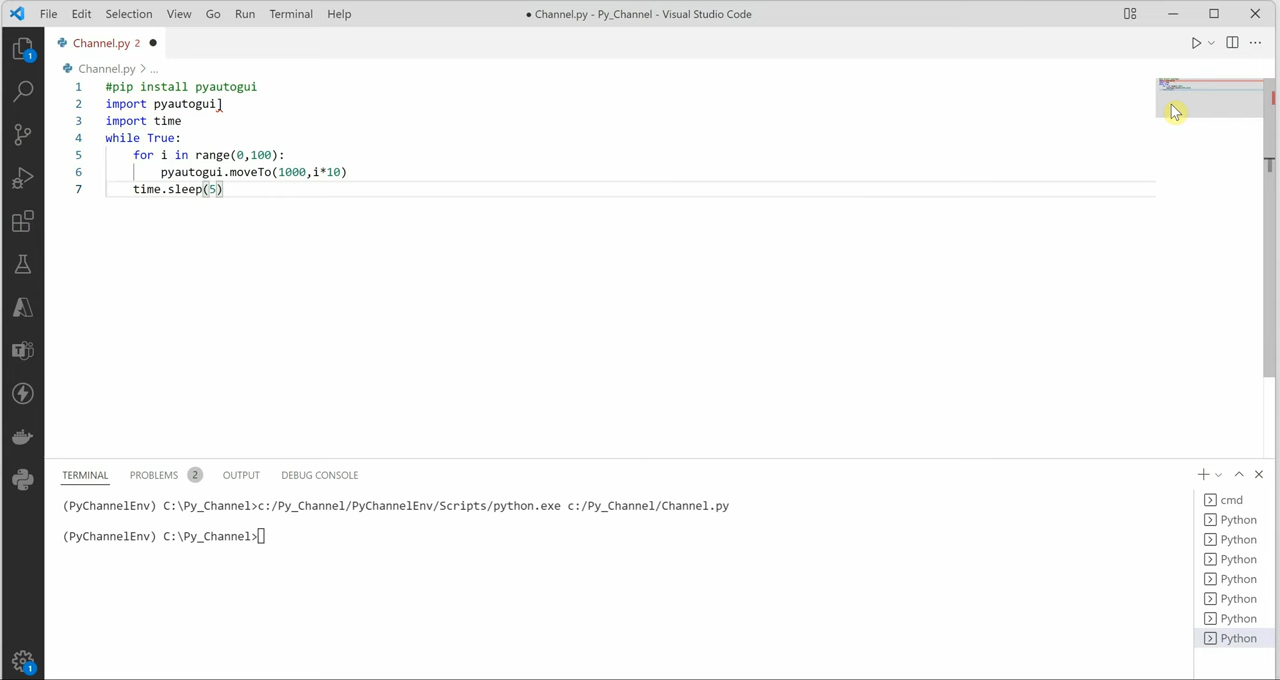 File Edit Selection View Go Run Terminal Help ● Channel.py - Py_Channel - Visual Studio Code
Channel.py 2 ●
1
Channel.py > ...
1 #pip install pyautogui
2 import pyautogui]
3 import time
4 while True:
5 for i in range(0,100):
6 pyautogui.moveTo(1000,i*10)
7 time.sleep(5)
TERMINAL PROBLEMS 2 OUTPUT DEBUG CONSOLE
(PyChannelEnv) C:\Py_Channel>c:/Py_Channel/PyChannelEnv/Scripts/python.exe c:/Py_Channel/Channel.py
(PyChannelEnv) C:\Py_Channel>
cmd
Python
Python
Python
Python
Python
Python
Python
1